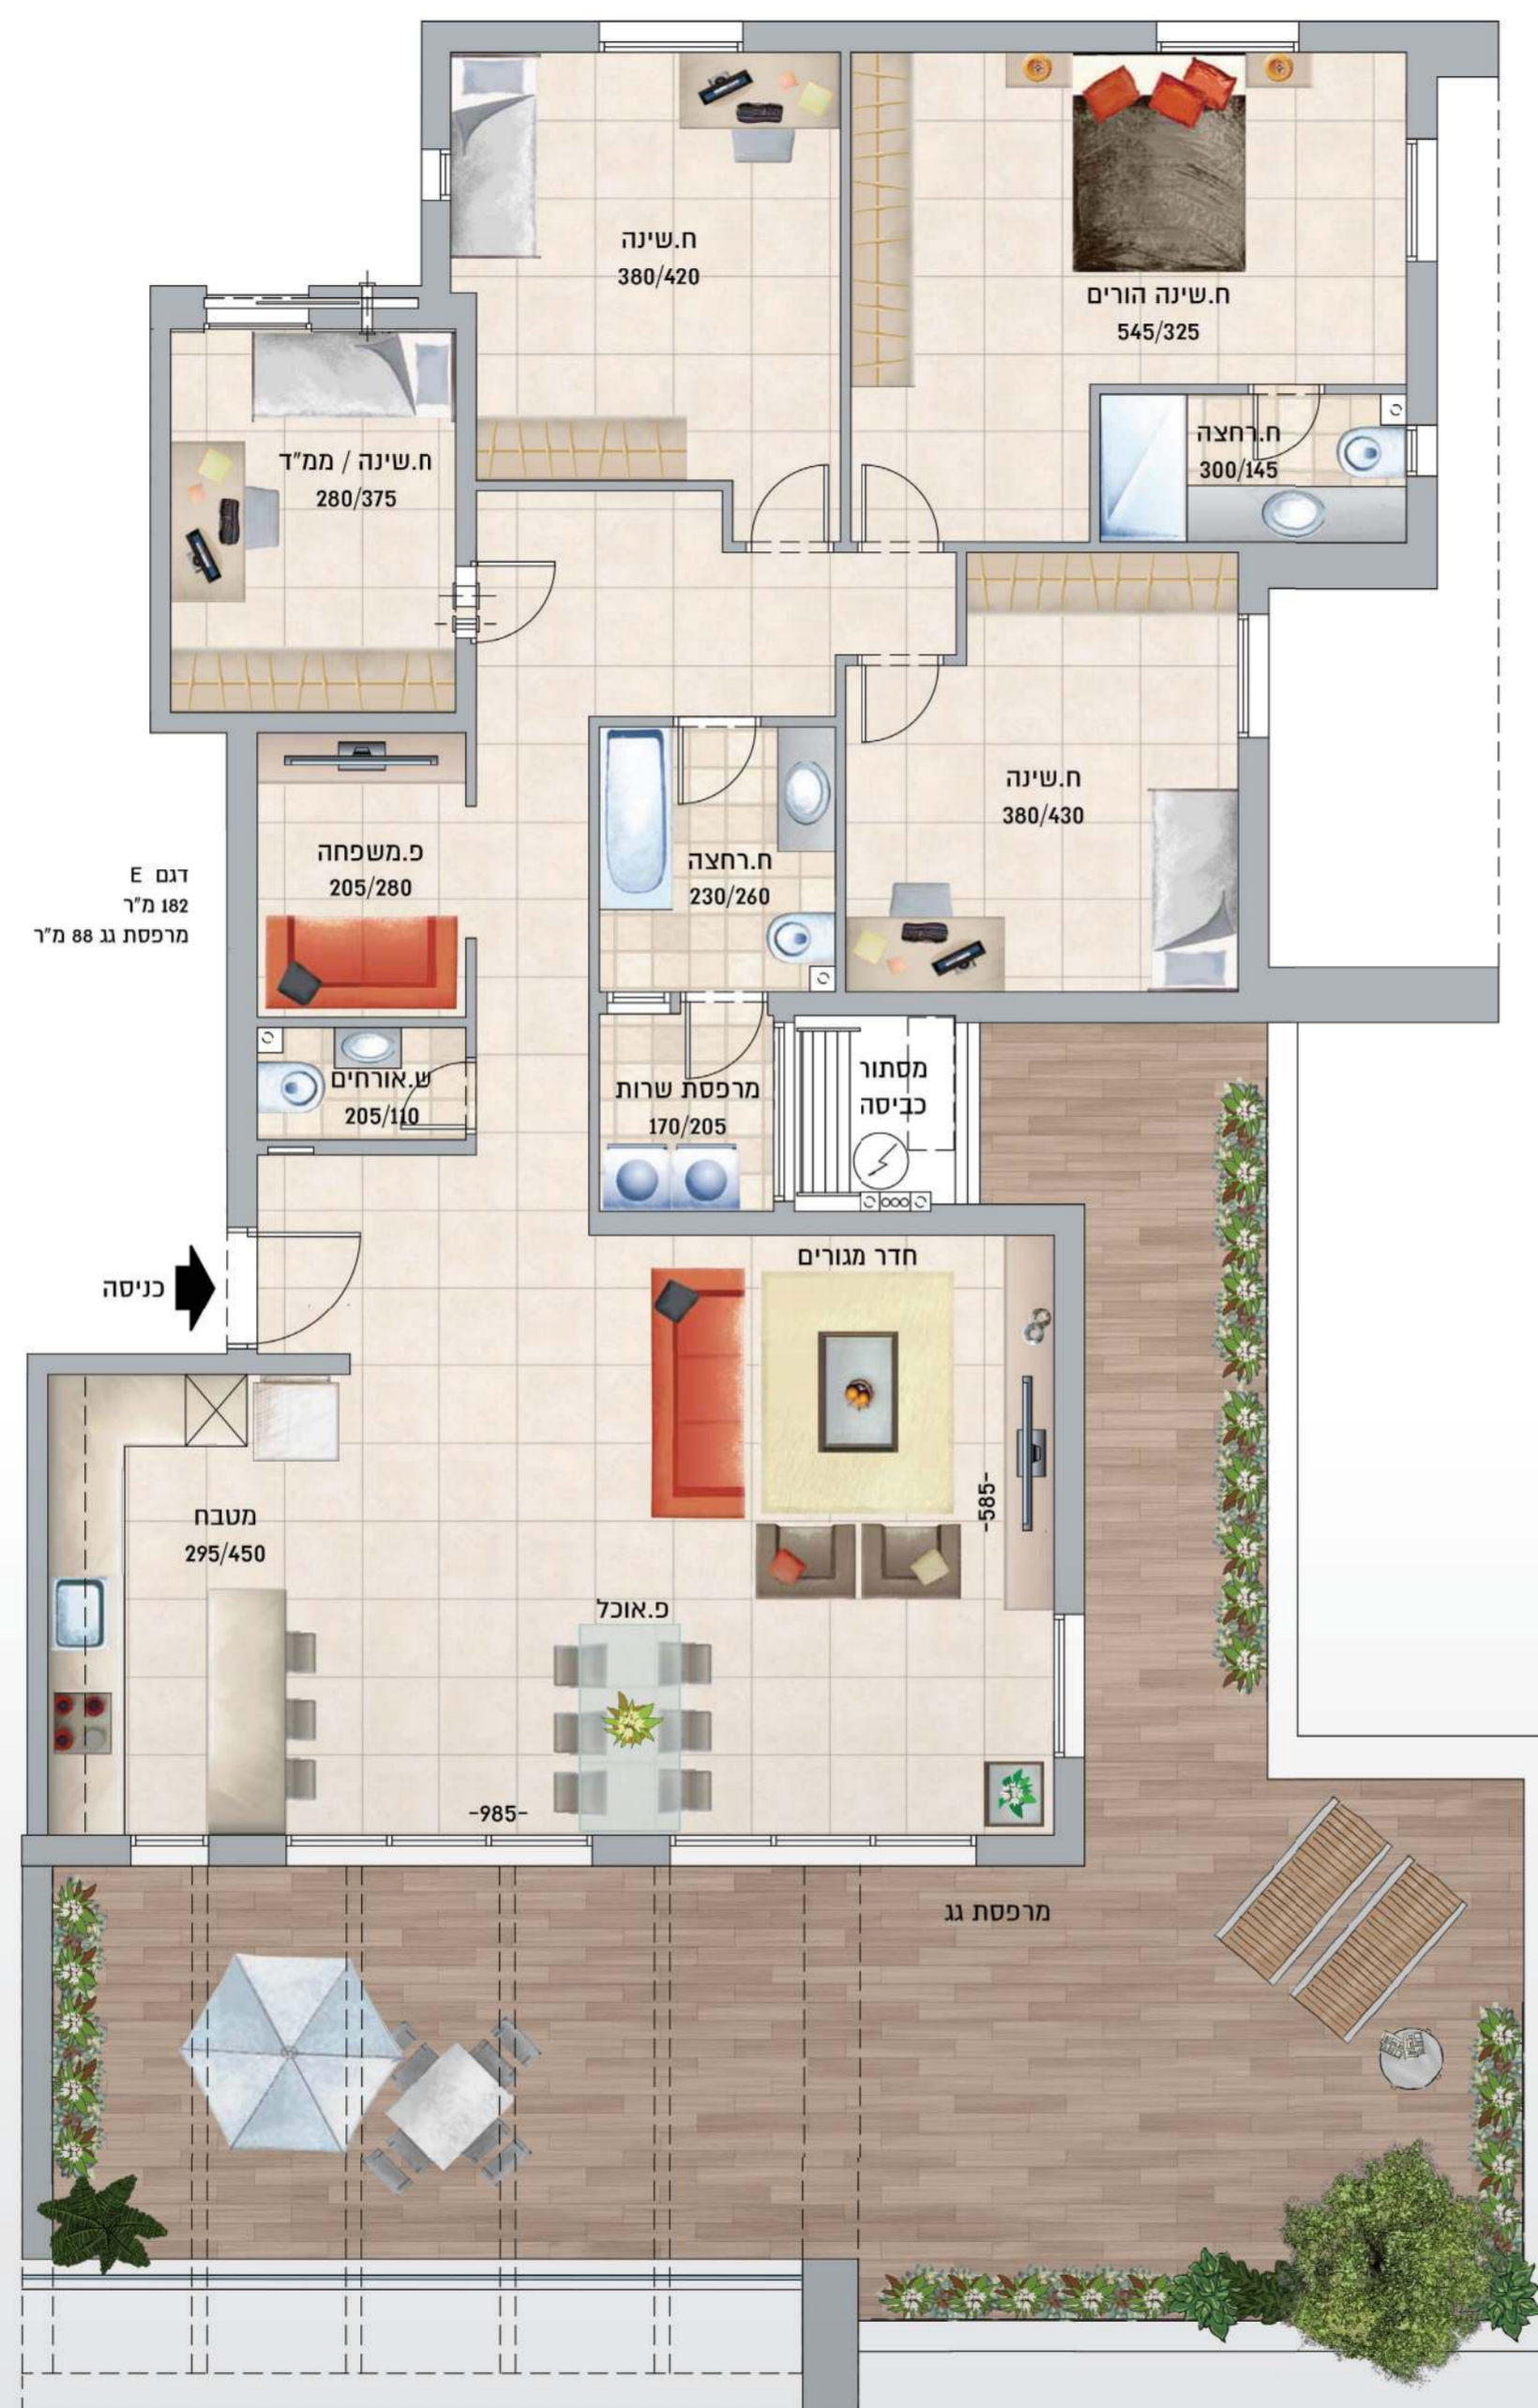 ח.שינה
380/420
ח.שינה הורים
545/325
ח.רחצה
300/145
ח.שינה / ממ"ד
280/375
ח.שינה
380/430
פ.משפחה
205/280
ח.רחצה
230/260
דגם E
182 מ"ר
מרפסת גג 88 מ"ר
ש.אורחים
205/110
מרפסת שרות
170/205
מסתור
כביסה
כניסה
חדר מגורים
-585-
מטבח
295/450
פ.אוכל
-985-
מרפסת גג